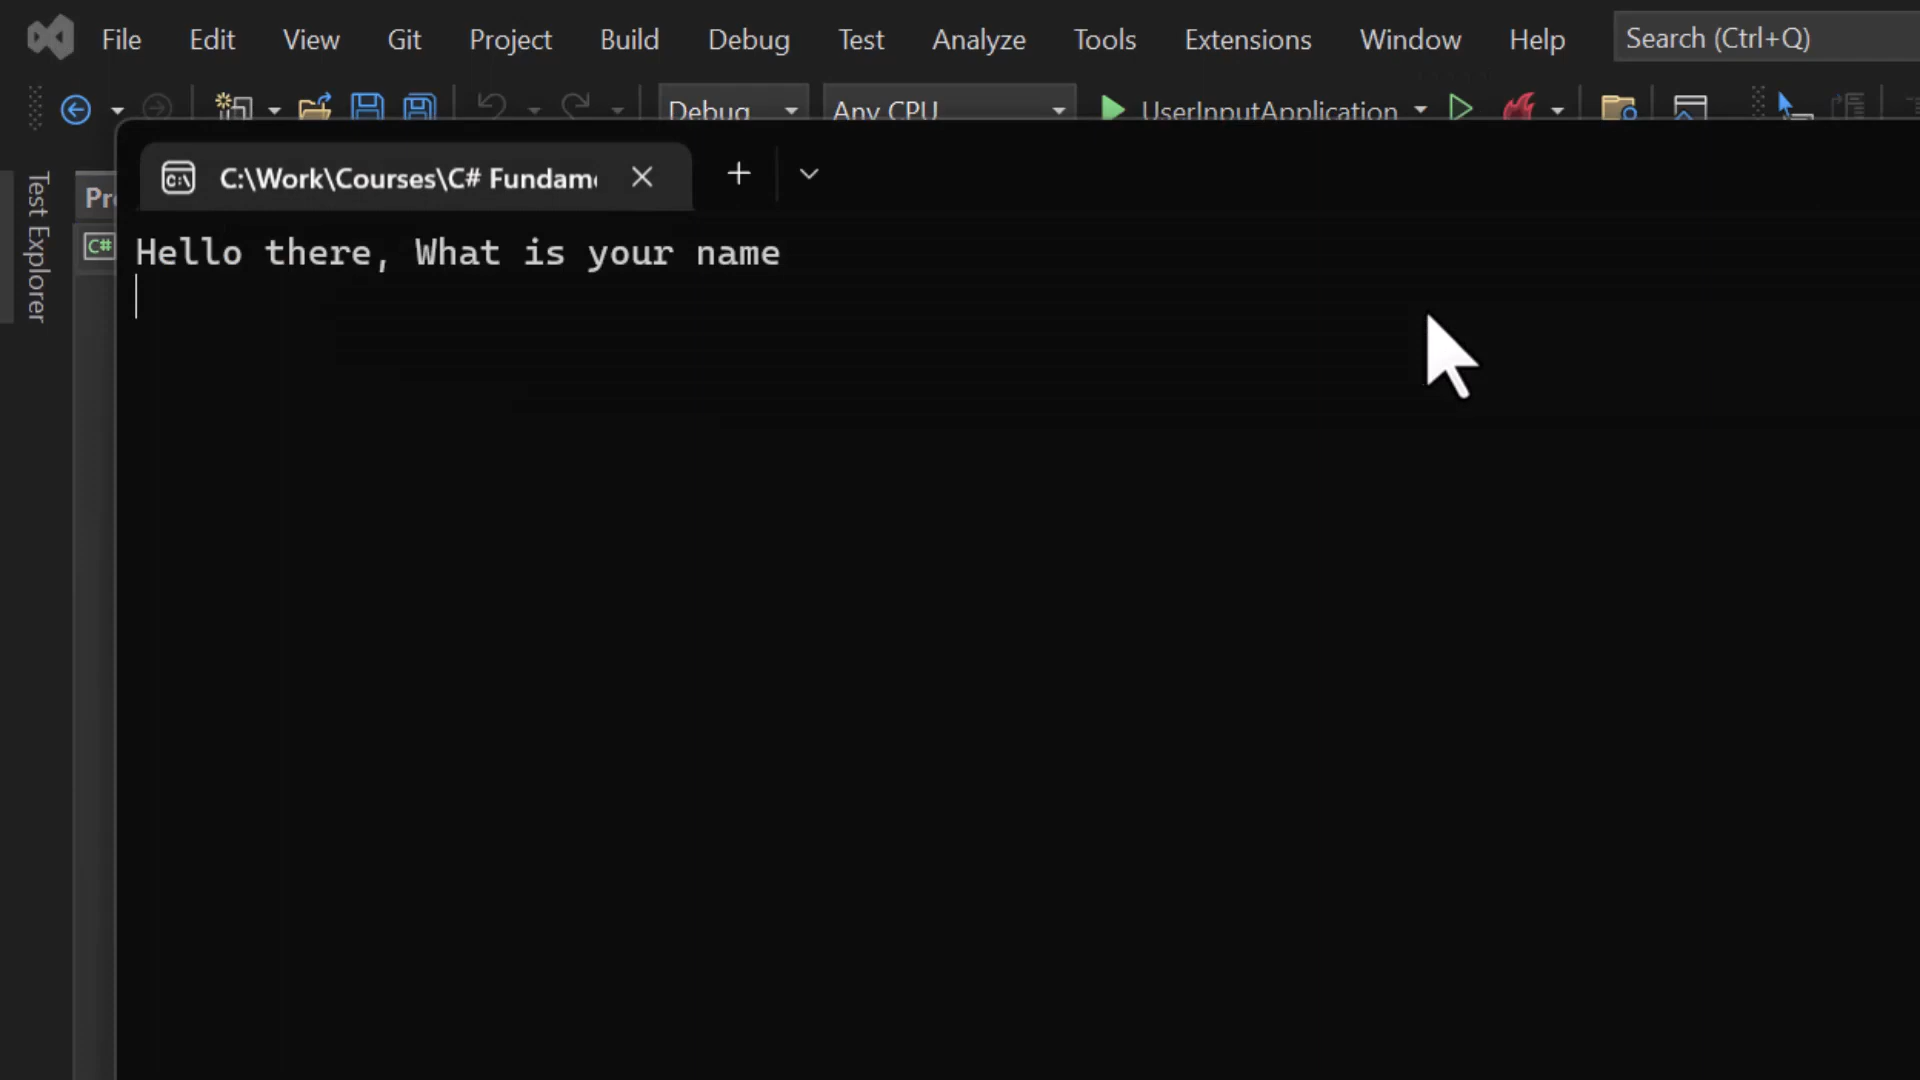 File Edit View Git Project Build Debug Test Analyze Tools Extensions Window Help Search (Ctrl+Q)
Debug Any CPU UserInputApplication
C:\Work\Courses\C# Fundam
Test Explorer
Pr
C#
Hello there, What is your name